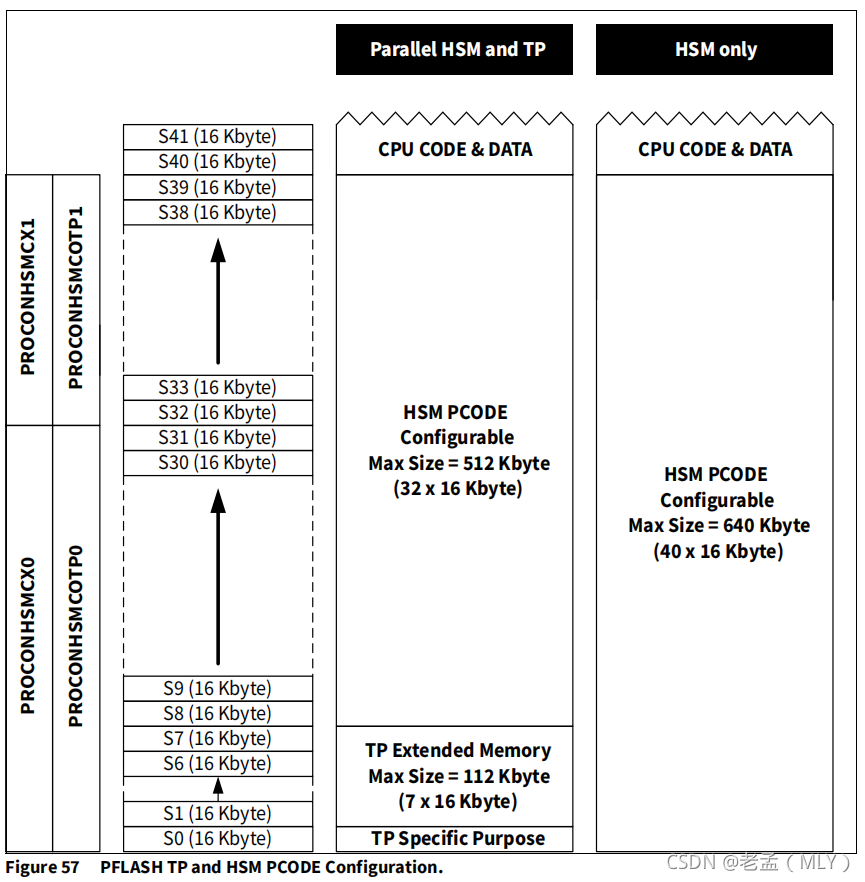 Parallel HSM and TP
HSM only
S41 (16 Kbyte)
S40 (16 Kbyte)
S39 (16 Kbyte)
S38 (16 Kbyte)
S33 (16 Kbyte)
S32 (16 Kbyte)
S31 (16 Kbyte)
S30 (16 Kbyte)
S9 (16 Kbyte)
S8 (16 Kbyte)
S7 (16 Kbyte)
S6 (16 Kbyte)
S1 (16 Kbyte)
S0 (16 Kbyte)
PROCONHSMCX1
PROCONHSMCOTP1
PROCONHSMCX0
PROCONHSMCOTP0
CPU CODE & DATA
HSM PCODE
Configurable
Max Size = 512 Kbyte
(32 x 16 Kbyte)
TP Extended Memory
Max Size = 112 Kbyte
(7 x 16 Kbyte)
TP Specific Purpose
CPU CODE & DATA
HSM PCODE
Configurable
Max Size = 640 Kbyte
(40 x 16 Kbyte)
Figure 57 PFLASH TP and HSM PCODE Configuration.
CSDN @老孟（MLY）